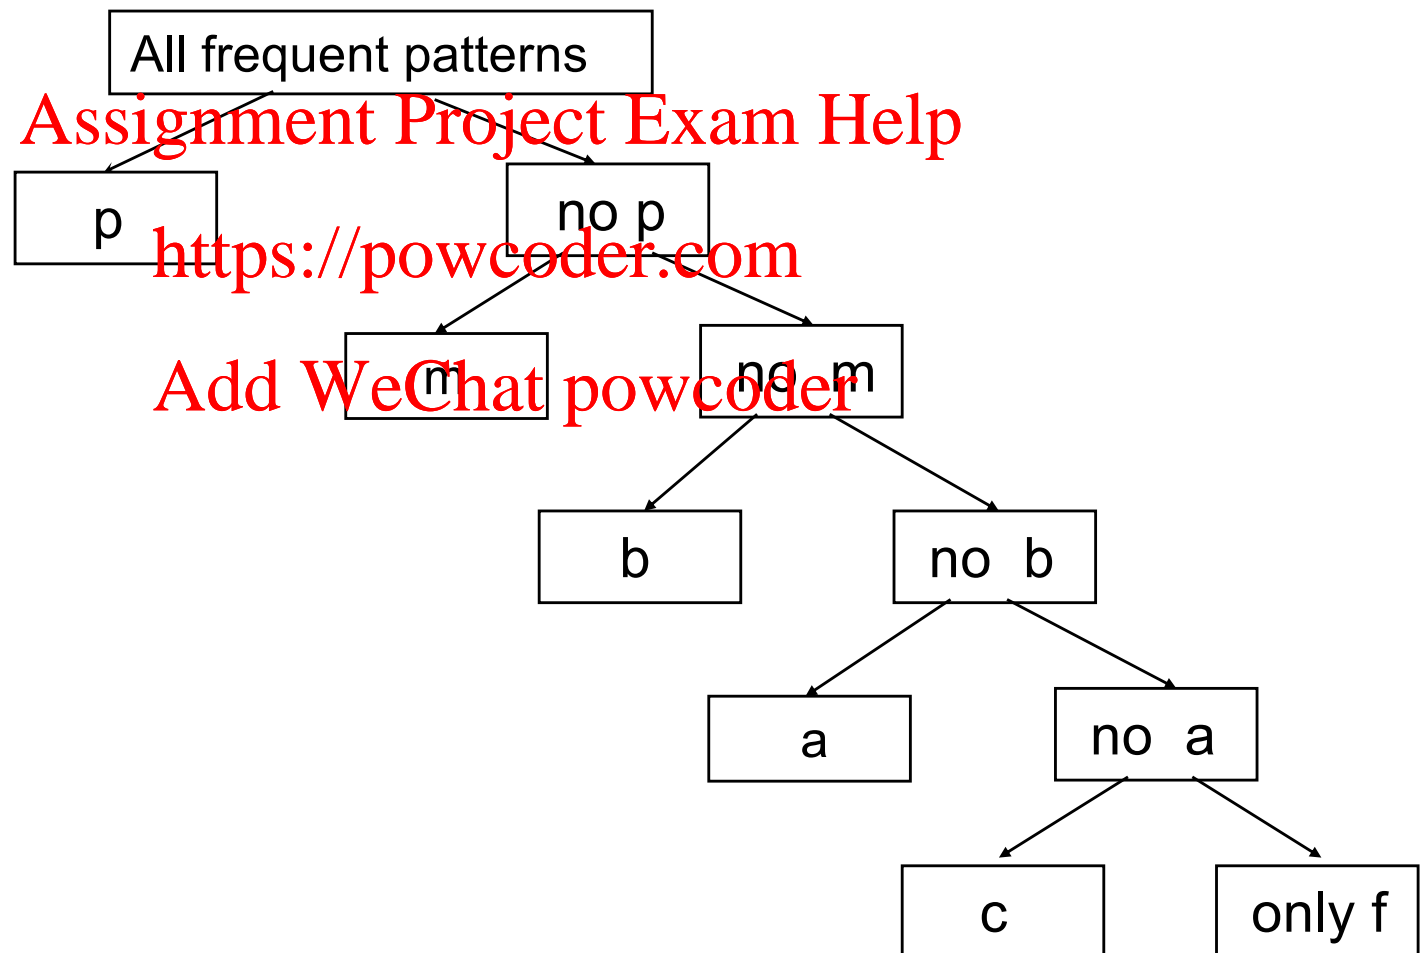 All frequent patterns
Assignment Project Exam Help
p
no p
https://powcoder.com
m
no m
Add WeChat powcoder
b
no b
a
no a
c
only f